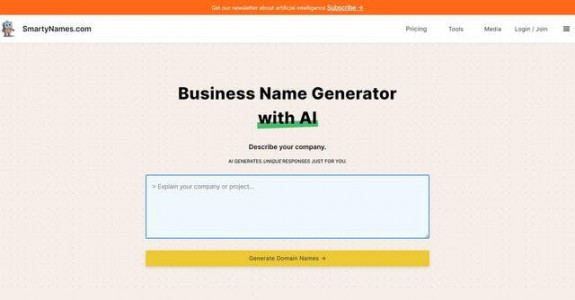 Get our newsletter about artificial intelligence Subscribe →
SmartyNames.com
Pricing
Tools
Media
Login / Join
Business Name Generator
with AI
Describe your company.
AI GENERATES UNIQUE RESPONSES JUST FOR YOU.
> Explain your company or project...
Generate Domain Names →